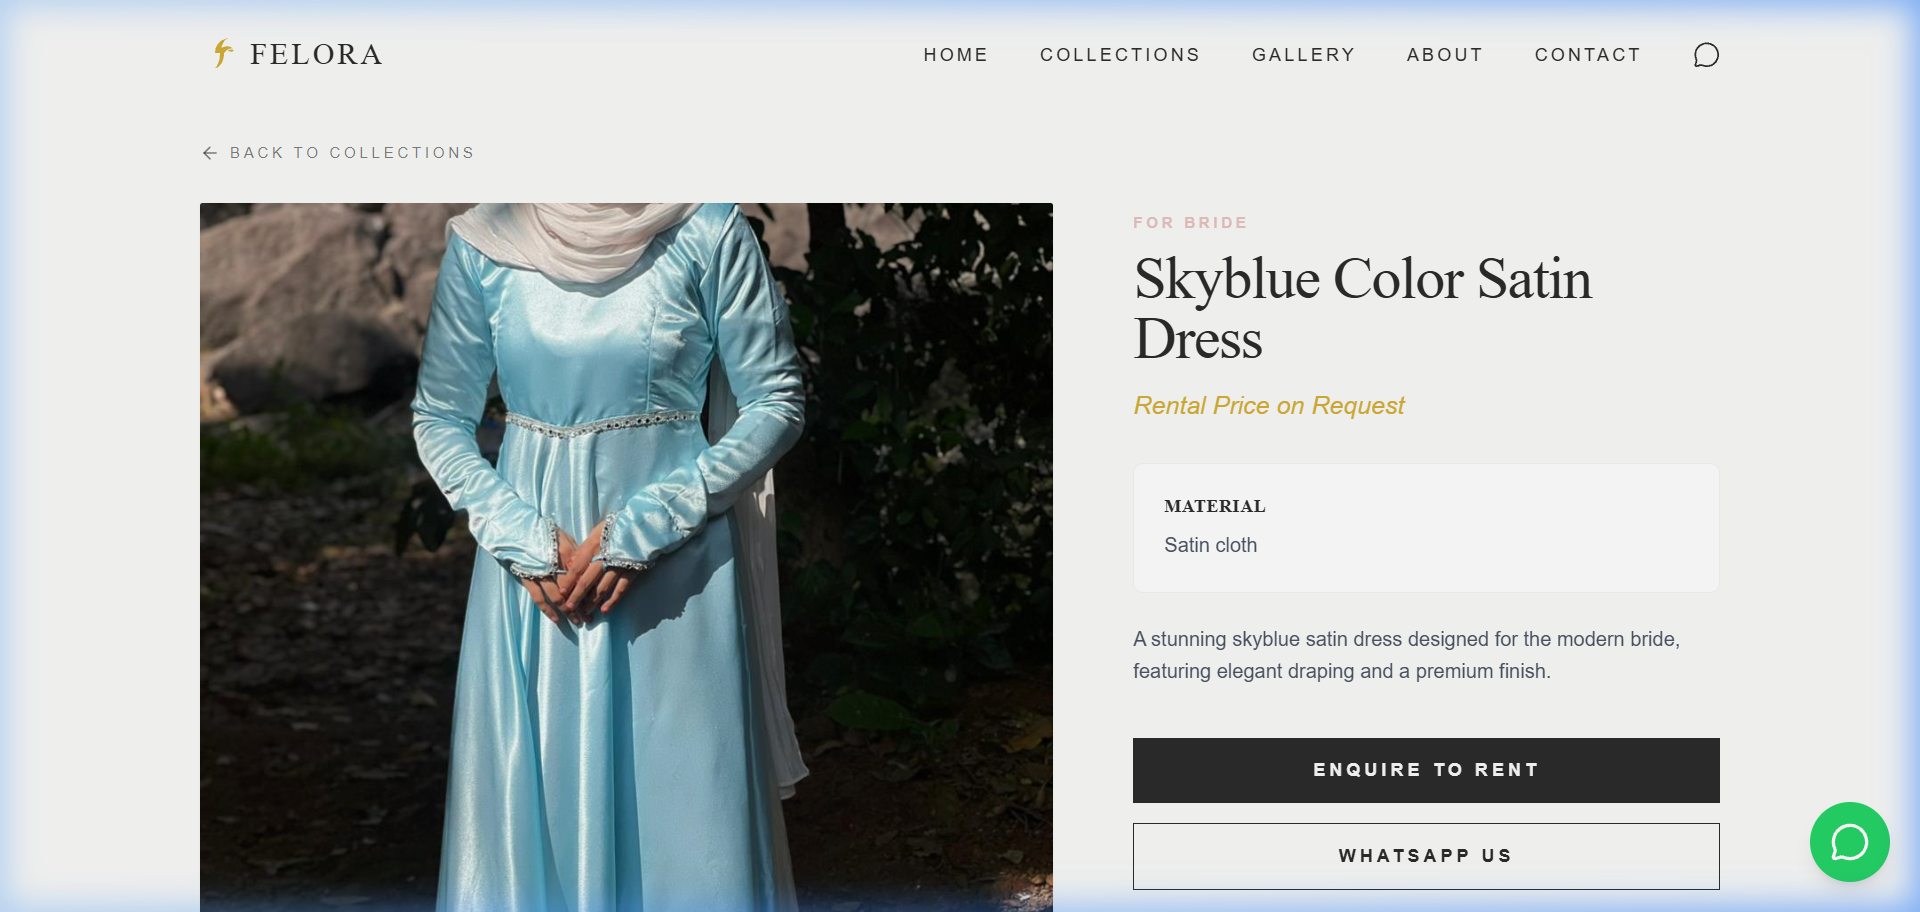 FELORA
HOME COLLECTIONS GALLERY ABOUT CONTACT
BACK TO COLLECTIONS
FOR BRIDE
Skyblue Color Satin
Dress
Rental Price on Request
MATERIAL
Satin cloth
A stunning skyblue satin dress designed for the modern bride,
featuring elegant draping and a premium finish.
ENQUIRE TO RENT
WHATSAPP US